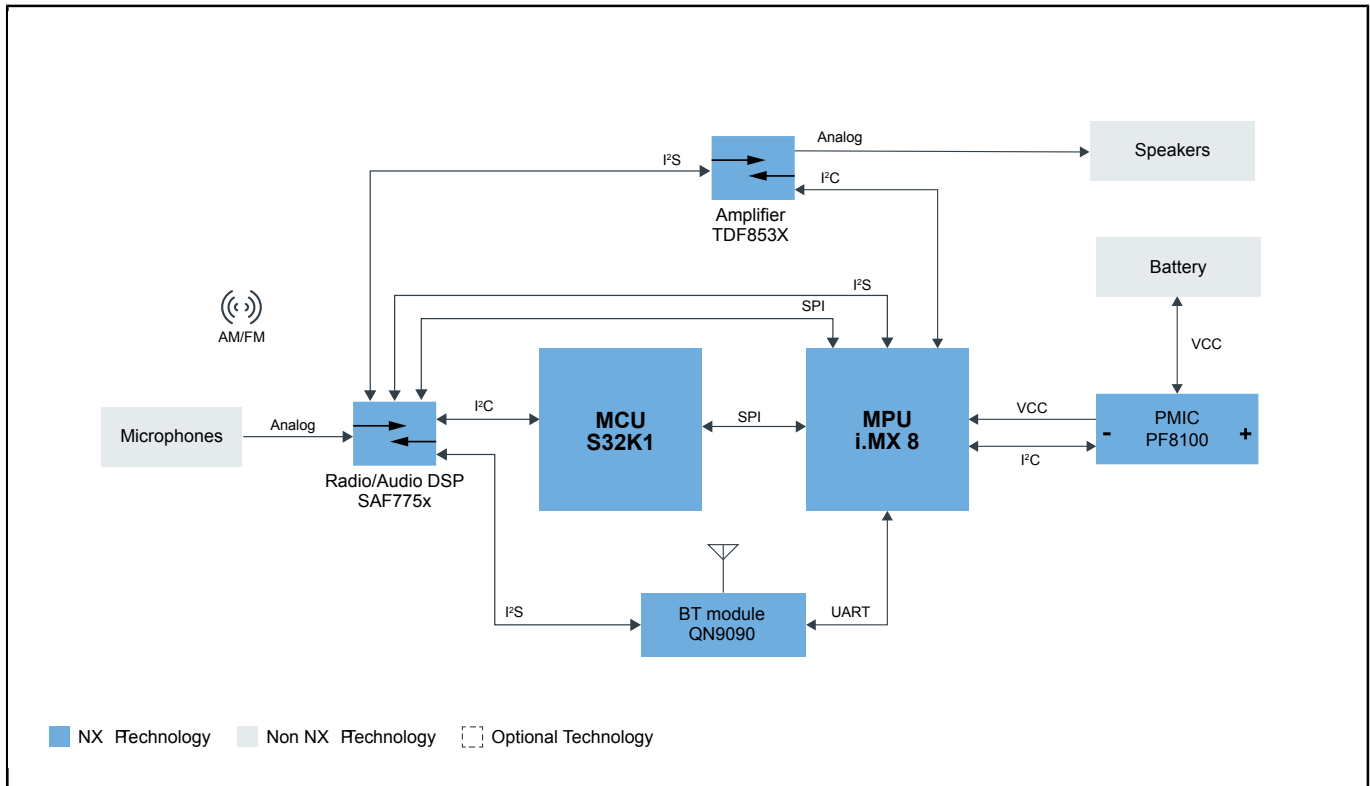 Analog
Speakers
I²S
I²C
Amplifier
TDF853X
Battery
I²S
SPI
AM/FM
VCC
Microphones
Analog
I²C
MCU
S32K1
SPI
MPU
i.MX 8
VCC
I²C
- PMIC +
PF8100
Radio/Audio DSP
SAF775x
I²S
BT module
QN9090
UART
NX PTechnology
Non NX PTechnology
Optional Technology